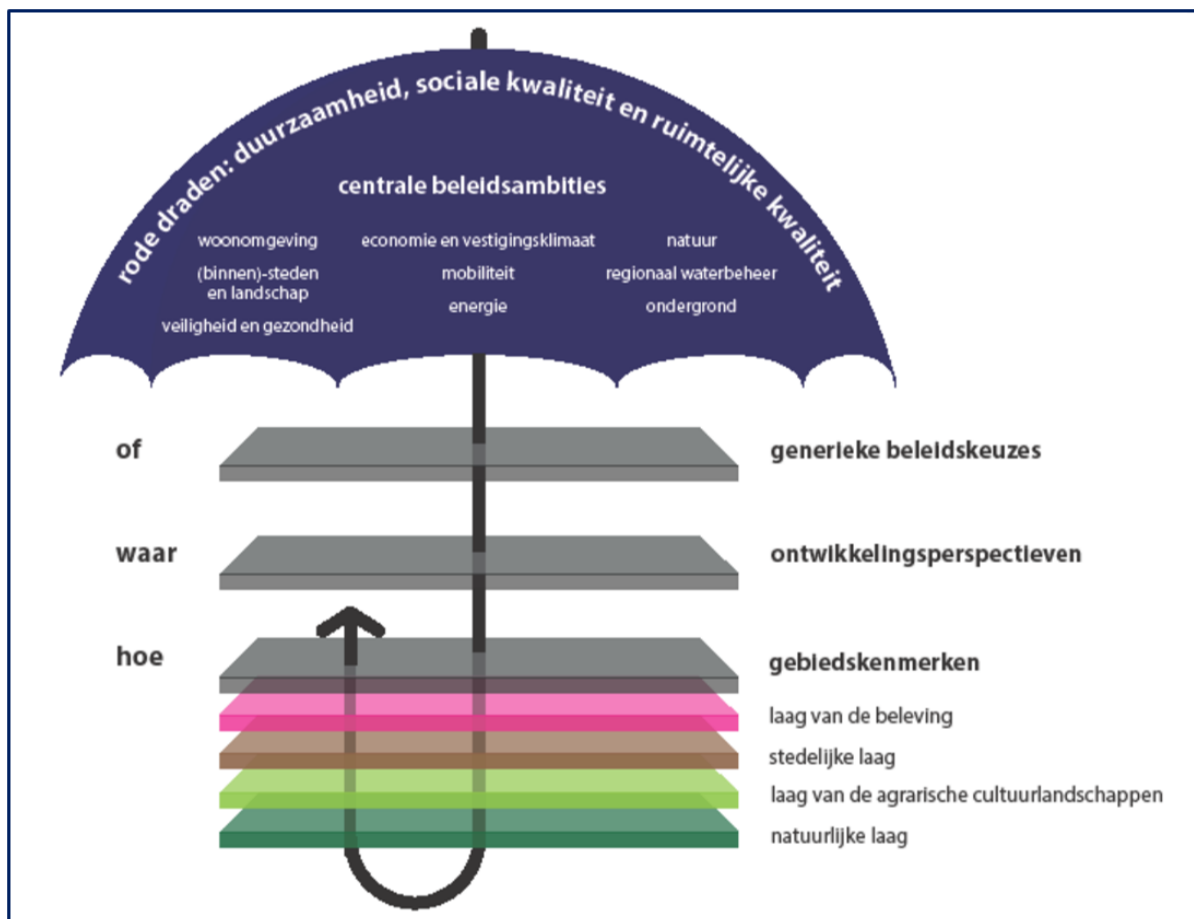 rode draden: duurzaamheid, sociale kwaliteit en ruimtelijke kwaliteit
centrale beleidsambities
woonomgeving
(binnen)-steden
en landschap
veiligheid en gezondheid
economie en vestigingsklimaat
mobiliteit
energie
natuur
regionaal waterbeheer
ondergrond
of
generieke beleidskeuzes
waar
ontwikkelingsperspectieven
hoe
gebiedskenmerken
laag van de beleving
stedelijke laag
laag van de agrarische cultuurlandschappen
natuurlijke laag